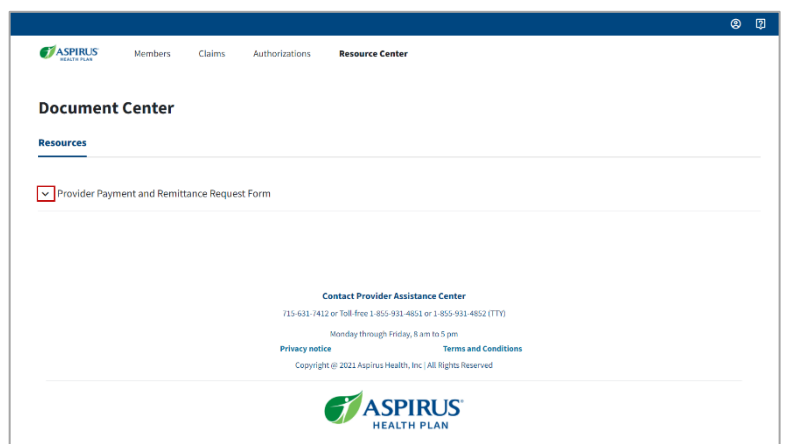 ASPIRUS
HEALTH PLAN
Members Claims Authorizations Resource Center
Document Center
Resources
Provider Payment and Remittance Request Form
Contact Provider Assistance Center
715-631-7412 or Toll-free 1-855-931-4851 or 1-855-931-4852 (TTY)
Monday through Friday, 8 am to 5 pm
Privacy notice Terms and Conditions
Copyright @ 2021 Aspirus Health, Inc | All Rights Reserved
ASPIRUS
HEALTH PLAN